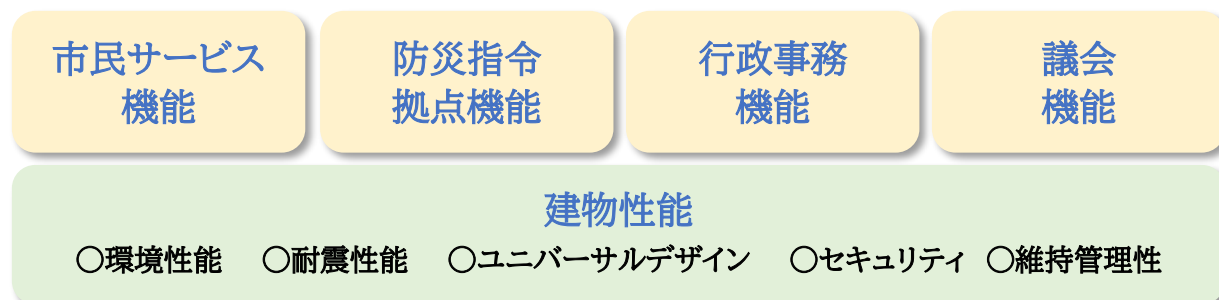 市民サービス
機能
防災指令
拠点機能
行政事務
機能
議会
機能
建物性能
〇環境性能 〇耐震性能 〇ユニバーサルデザイン 〇セキュリティ 〇維持管理性